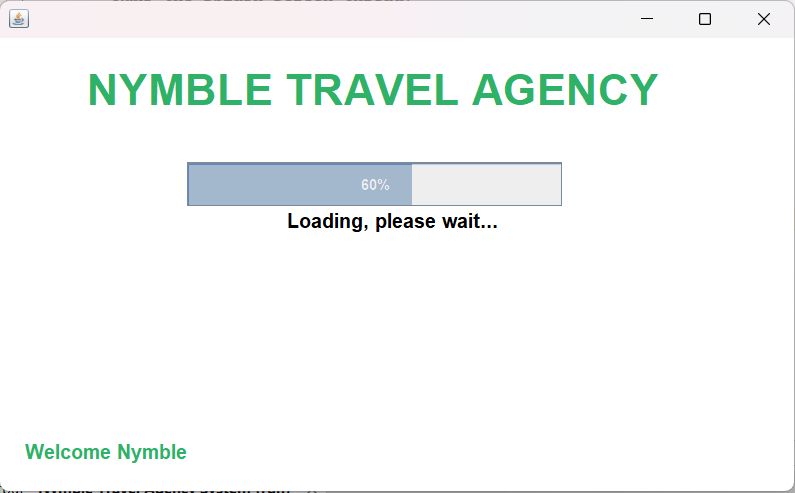 NYMBLE TRAVEL AGENCY
60%
Loading, please wait...
Welcome Nymble